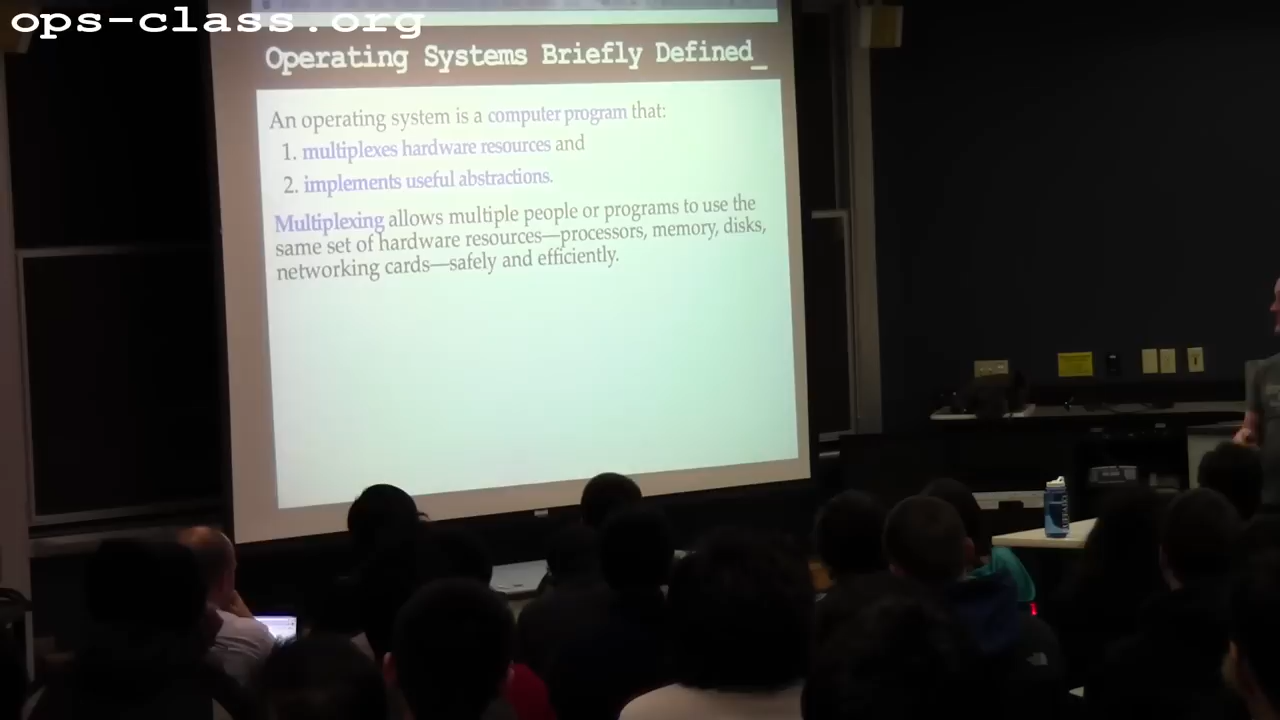 ops-class.org
Operating Systems Briefly Defined_
An operating system is a computer program that:
1. multiplexes hardware resources and
2. implements useful abstractions.
Multiplexing allows multiple people or programs to use the
same set of hardware resources—processors, memory, disks,
networking cards—safely and efficiently.